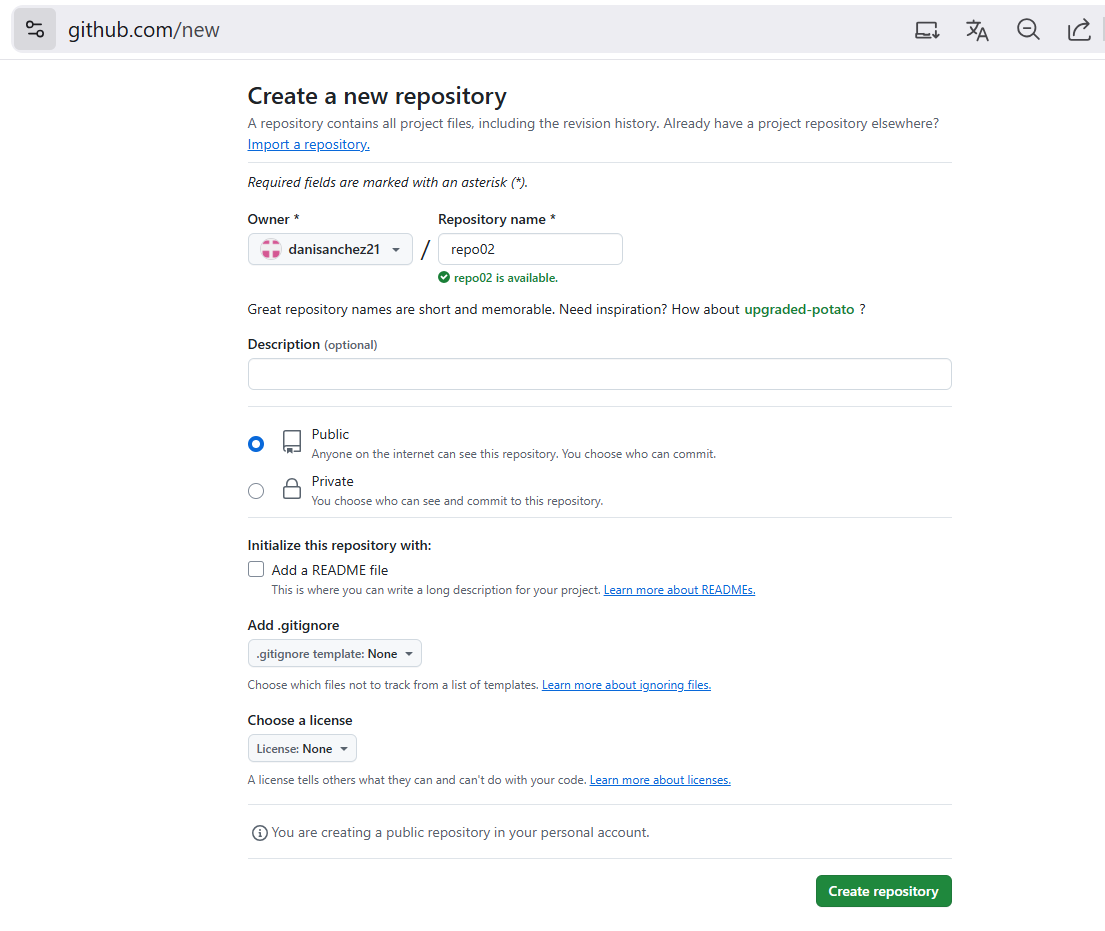 github.com/new
Create a new repository
A repository contains all project files, including the revision history. Already have a project repository elsewhere?
Import a repository.
Required fields are marked with an asterisk (*).
Owner *
Repository name *
danisanchez21
/
repo02
repo02 is available.
Great repository names are short and memorable. Need inspiration? How about upgraded-potato ?
Description (optional)
Public
Anyone on the internet can see this repository. You choose who can commit.
Private
You choose who can see and commit to this repository.
Initialize this repository with:
Add a README file
This is where you can write a long description for your project. Learn more about READMEs.
Add .gitignore
.gitignore template: None
Choose which files not to track from a list of templates. Learn more about ignoring files.
Choose a license
License: None
A license tells others what they can and can't do with your code. Learn more about licenses.
You are creating a public repository in your personal account.
Create repository